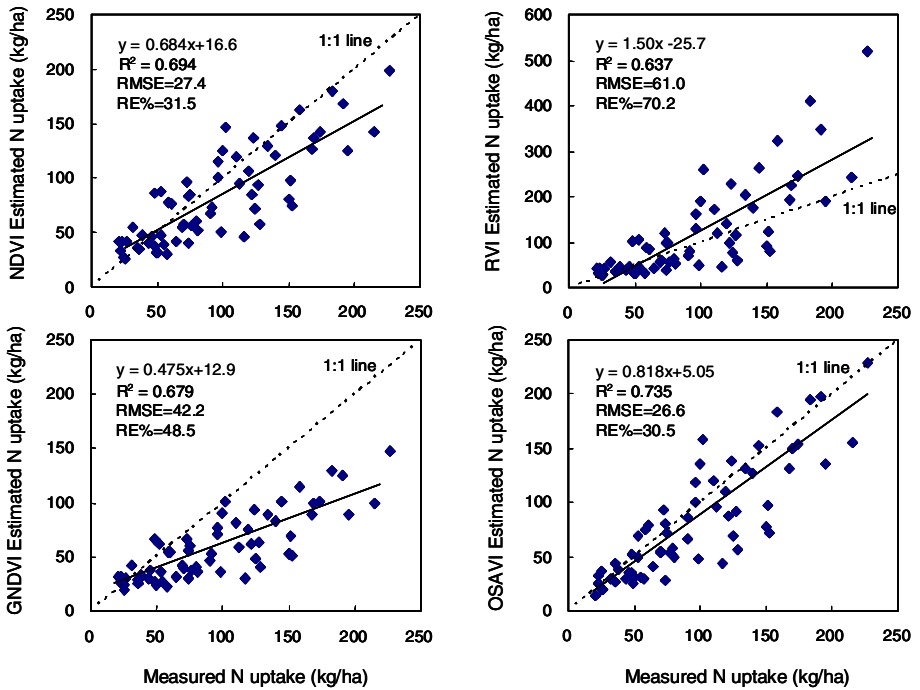 NDVI Estimated N uptake (kg/ha)
250
200
150
100
50
0
y = 0.684x+16.6
R² = 0.694
RMSE=27.4
RE%=31.5
1:1 line
0 50 100 150 200 250
RVI Estimated N uptake (kg/ha)
600
500
400
300
200
100
0
y = 1.50x -25.7
R² = 0.637
RMSE=61.0
RE%=70.2
1:1 line
0 50 100 150 200 250
GNDVI Estimated N uptake (kg/ha)
250
200
150
100
50
0
y = 0.475x+12.9
R² = 0.679
RMSE=42.2
RE%=48.5
1:1 line
0 50 100 150 200 250
Measured N uptake (kg/ha)
OSAVI Estimated N uptake (kg/ha)
250
200
150
100
50
0
y = 0.818x+5.05
R² = 0.735
RMSE=26.6
RE%=30.5
1:1 line
0 50 100 150 200 250
Measured N uptake (kg/ha)